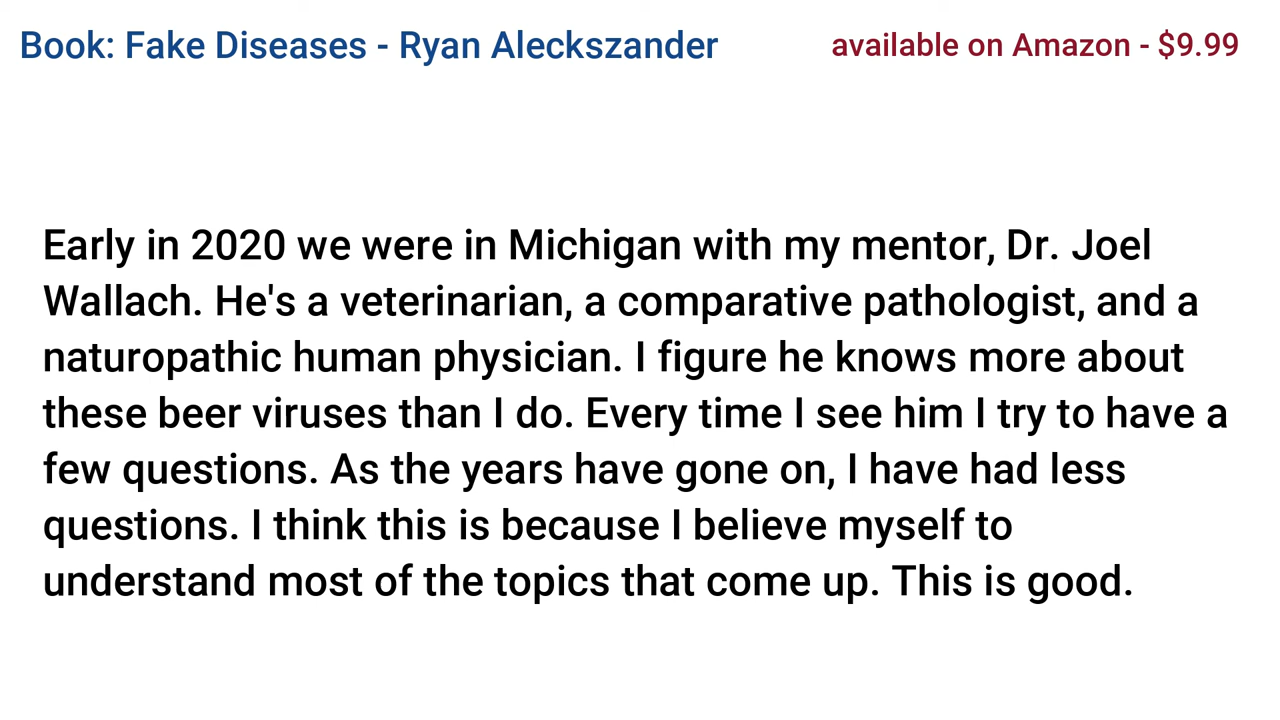 Book: Fake Diseases - Ryan Aleckszander
available on Amazon - $9.99
Early in 2020 we were in Michigan with my mentor, Dr. Joel
Wallach. He's a veterinarian, a comparative pathologist, and a
naturopathic human physician. I figure he knows more about
these beer viruses than I do. Every time I see him I try to have a
few questions. As the years have gone on, I have had less
questions. I think this is because I believe myself to
understand most of the topics that come up. This is good.